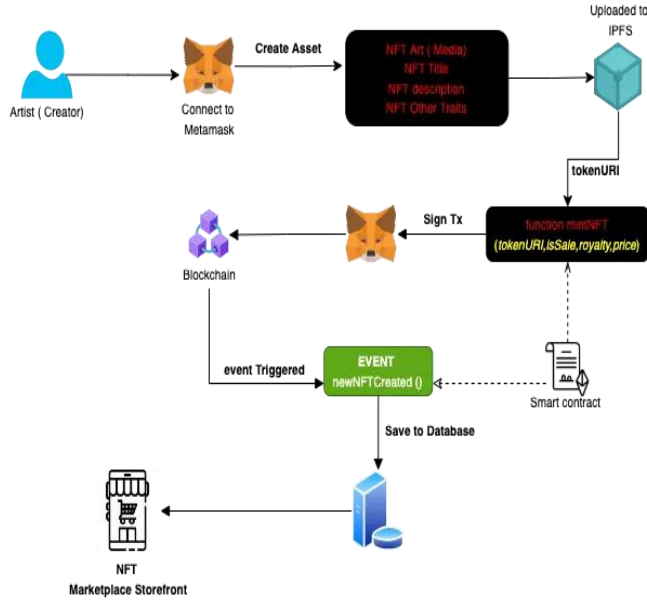 Uploaded to
IPFS
Create Asset
NFT Art ( Media)
NFT Title
NFT description
NFT Other Traits
Artist ( Creator)
Connect to
Metamask
tokenURI
Sign Tx
function mintNFT
(tokenURI,isSale,royalty,price)
Blockchain
event Triggered
EVENT
newNFTCreated ()
Smart contract
Save to Database
NFT
Marketplace Storefront